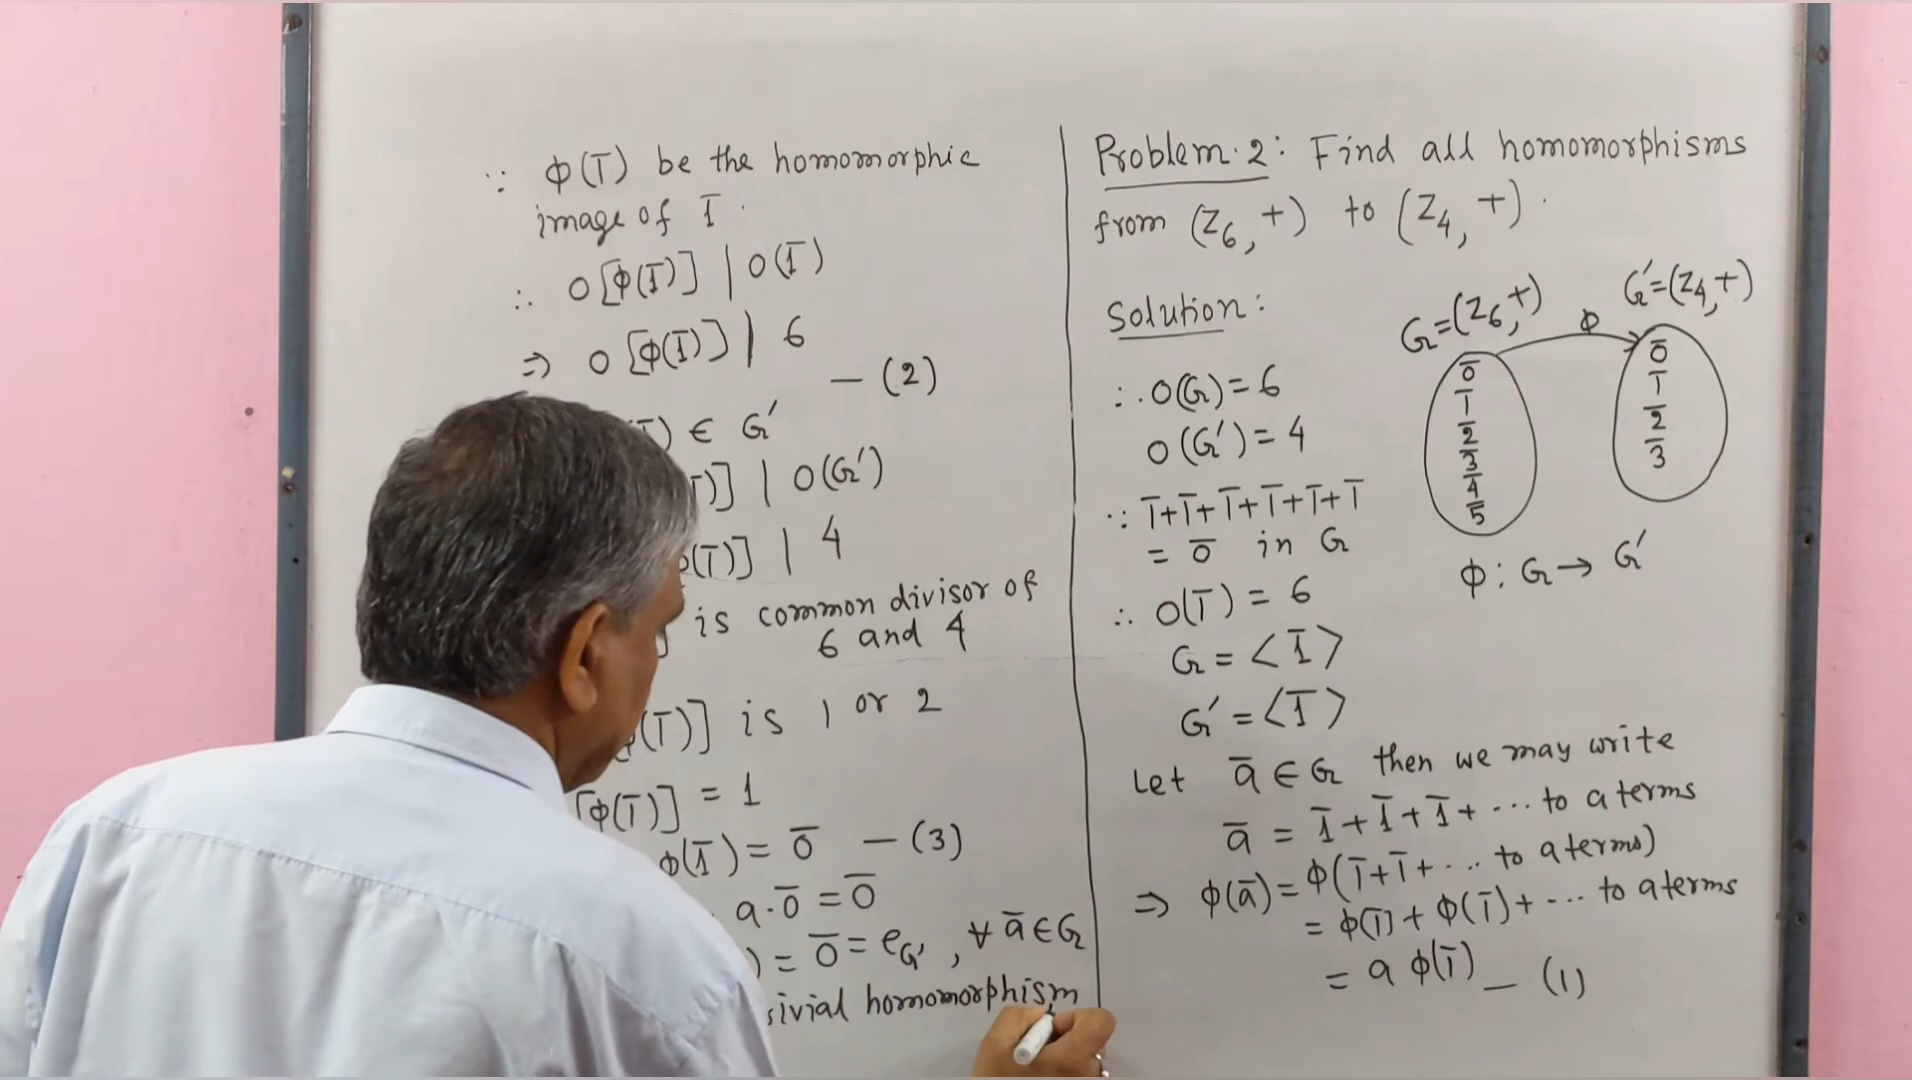 ∵ φ(1̅) be the homomorphic
image of 1̅.
∴ O[φ(1̅)] | O(1̅)
⇒ O[φ(1̅)] | 6
— (2)
1̅) ∈ G'
1̅)] | O(G')
φ(1̅)] | 4
] is common divisor of
6 and 4
φ(1̅)] is 1 or 2
[φ(1̅)] = 1
φ(1̅) = 0̅ — (3)
a·0̅ = 0̅
) = 0̅ = e_G' , ∀ a̅ ∈ G
ivial homomorphism
Problem·2: Find all homomorphisms
from (Z₆, +) to (Z₄, +).
Solution:
G=(Z₆,+) φ G'=(Z₄,+)
0̅ 0̅
1̅ 1̅
2̅ 2̅
3̅ 3̅
4̅
5̅
φ: G → G'
∴ O(G) = 6
O(G') = 4
∵ 1̅+1̅+1̅+1̅+1̅+1̅
= 0̅ in G
∴ O(1̅) = 6
G = <1̅>
G' = <1̅>
Let a̅ ∈ G then we may write
a̅ = 1̅+1̅+1̅+ ··· to a terms
⇒ φ(a̅) = φ(1̅+1̅+ ··· to a terms)
= φ(1̅) + φ(1̅) + ··· to a terms
= a φ(1̅) — (1)